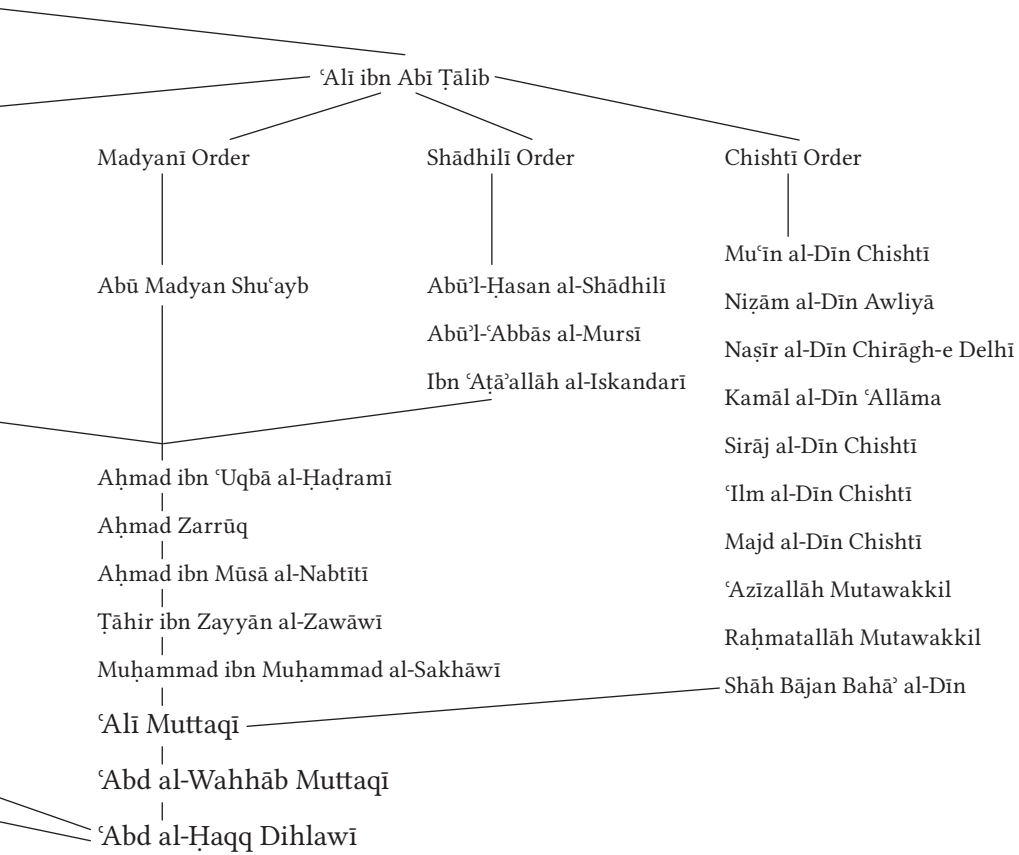 ʿAlī ibn Abī Ṭālib
Madyanī Order
Shādhilī Order
Chishtī Order
Abū Madyan Shuʿayb
Abū’l-Ḥasan al-Shādhilī
Abū’l-ʿAbbās al-Mursī
Ibn ʿAṭāʾallāh al-Iskandarī
Muʿīn al-Dīn Chishtī
Niẓām al-Dīn Awliyā
Naṣīr al-Dīn Chirāgh-e Delhī
Kamāl al-Dīn ʿAllāma
Sirāj al-Dīn Chishtī
ʿIlm al-Dīn Chishtī
Majd al-Dīn Chishtī
ʿAzīzallāh Mutawakkil
Raḥmatallāh Mutawakkil
Shāh Bājan Bahāʾ al-Dīn
Aḥmad ibn ʿUqbā al-Ḥaḍramī
Aḥmad Zarrūq
Aḥmad ibn Mūsā al-Nabtītī
Ṭāhir ibn Zayyān al-Zawāwī
Muḥammad ibn Muḥammad al-Sakhāwī
ʿAlī Muttaqī
ʿAbd al-Wahhāb Muttaqī
ʿAbd al-Ḥaqq Dihlawī